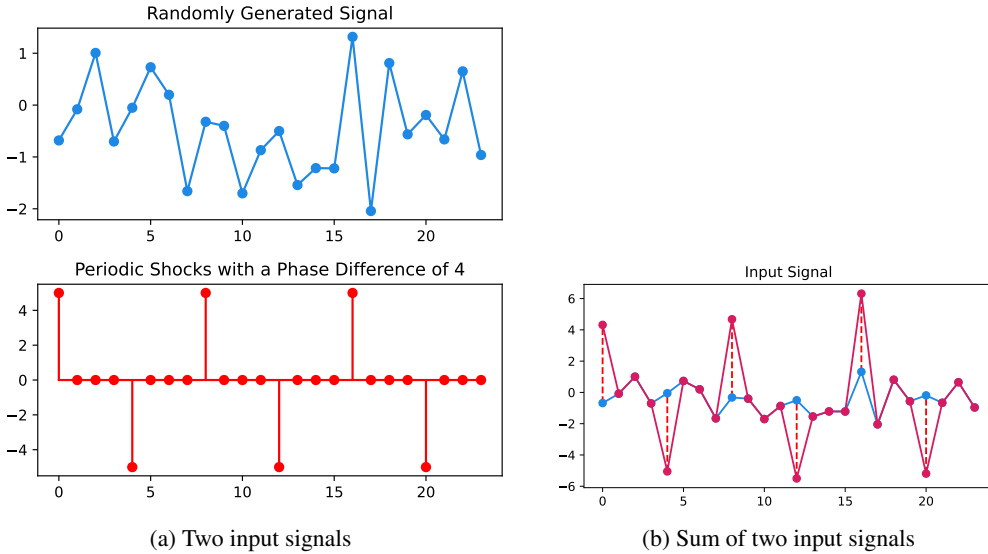 Randomly Generated Signal
1
0
−1
−2
0 5 10 15 20
Periodic Shocks with a Phase Difference of 4
4
2
0
−2
−4
0 5 10 15 20
(a) Two input signals
Input Signal
6
4
2
0
−2
−4
−6
0 5 10 15 20
(b) Sum of two input signals